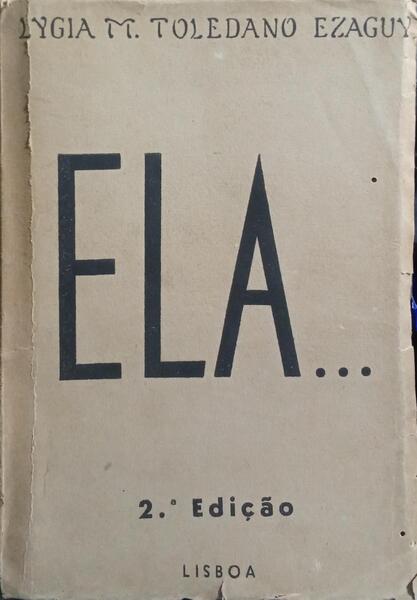 LYGIA M. TOLEDANO EZAGUY
ELA...
2.ª Edição
LISBOA